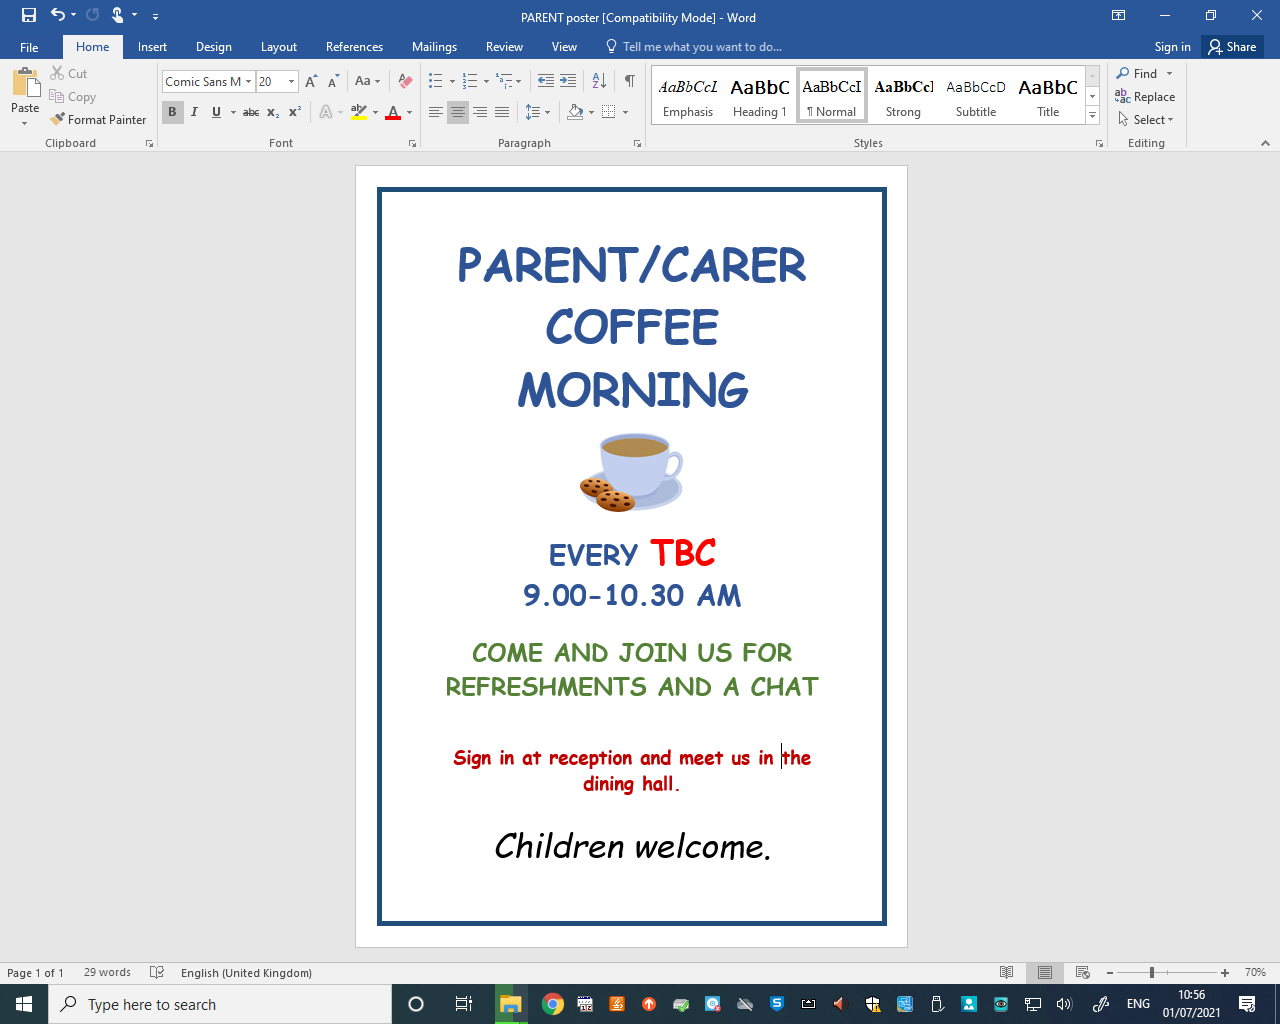 PARENT poster [Compatibility Mode] - Word
File Home Insert Design Layout References Mailings Review View Tell me what you want to do... Sign in Share
Paste
Cut
Copy
Format Painter
Clipboard
Comic Sans M 20
Font
Paragraph
AaBbCcI AaBbC AaBbCcI AaBbCcI AaBbCcD AaBbC
Emphasis Heading 1 ¶ Normal Strong Subtitle Title
Styles
Find
Replace
Select
Editing
PARENT/CARER
COFFEE
MORNING
EVERY TBC
9.00-10.30 AM
COME AND JOIN US FOR
REFRESHMENTS AND A CHAT
Sign in at reception and meet us in the
dining hall.
Children welcome.
Page 1 of 1 29 words English (United Kingdom) 70%
Type here to search
ENG
10:56
01/07/2021